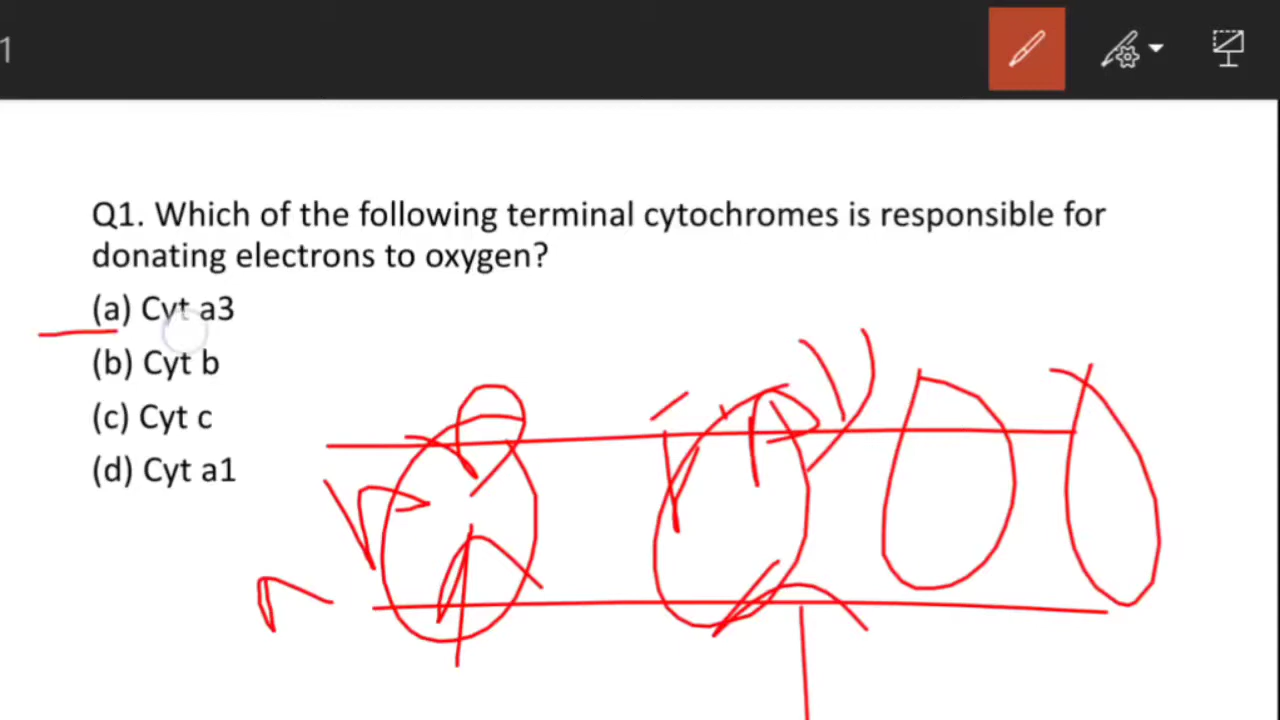 1
Q1. Which of the following terminal cytochromes is responsible for
donating electrons to oxygen?
(a) Cyt a3
(b) Cyt b
(c) Cyt c
(d) Cyt a1